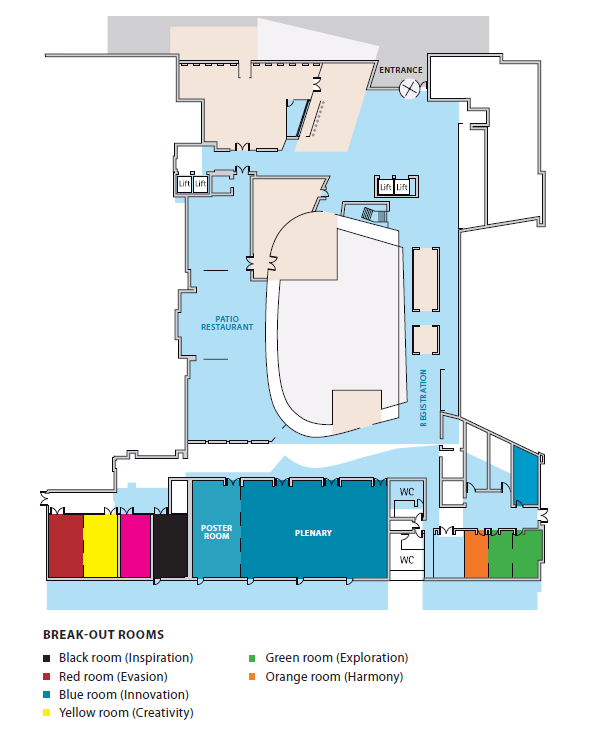 ENTRANCE
Lift Lift
Lift Lift
PATIO
RESTAURANT
REGISTRATION
WC
POSTER
ROOM
PLENARY
WC
BREAK-OUT ROOMS
Black room (Inspiration)
Red room (Evasion)
Blue room (Innovation)
Yellow room (Creativity)
Green room (Exploration)
Orange room (Harmony)